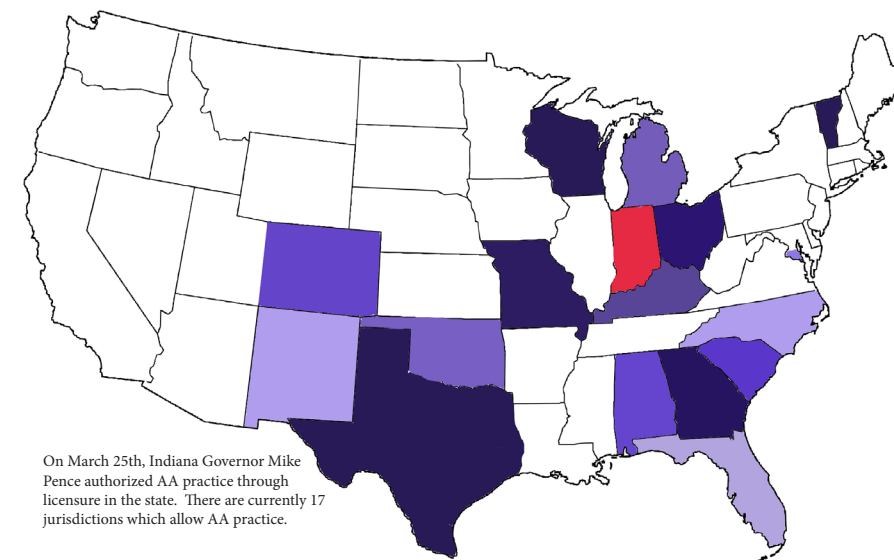 On March 25th, Indiana Governor Mike
Pence authorized AA practice through
licensure in the state.  There are currently 17
jurisdictions which allow AA practice.